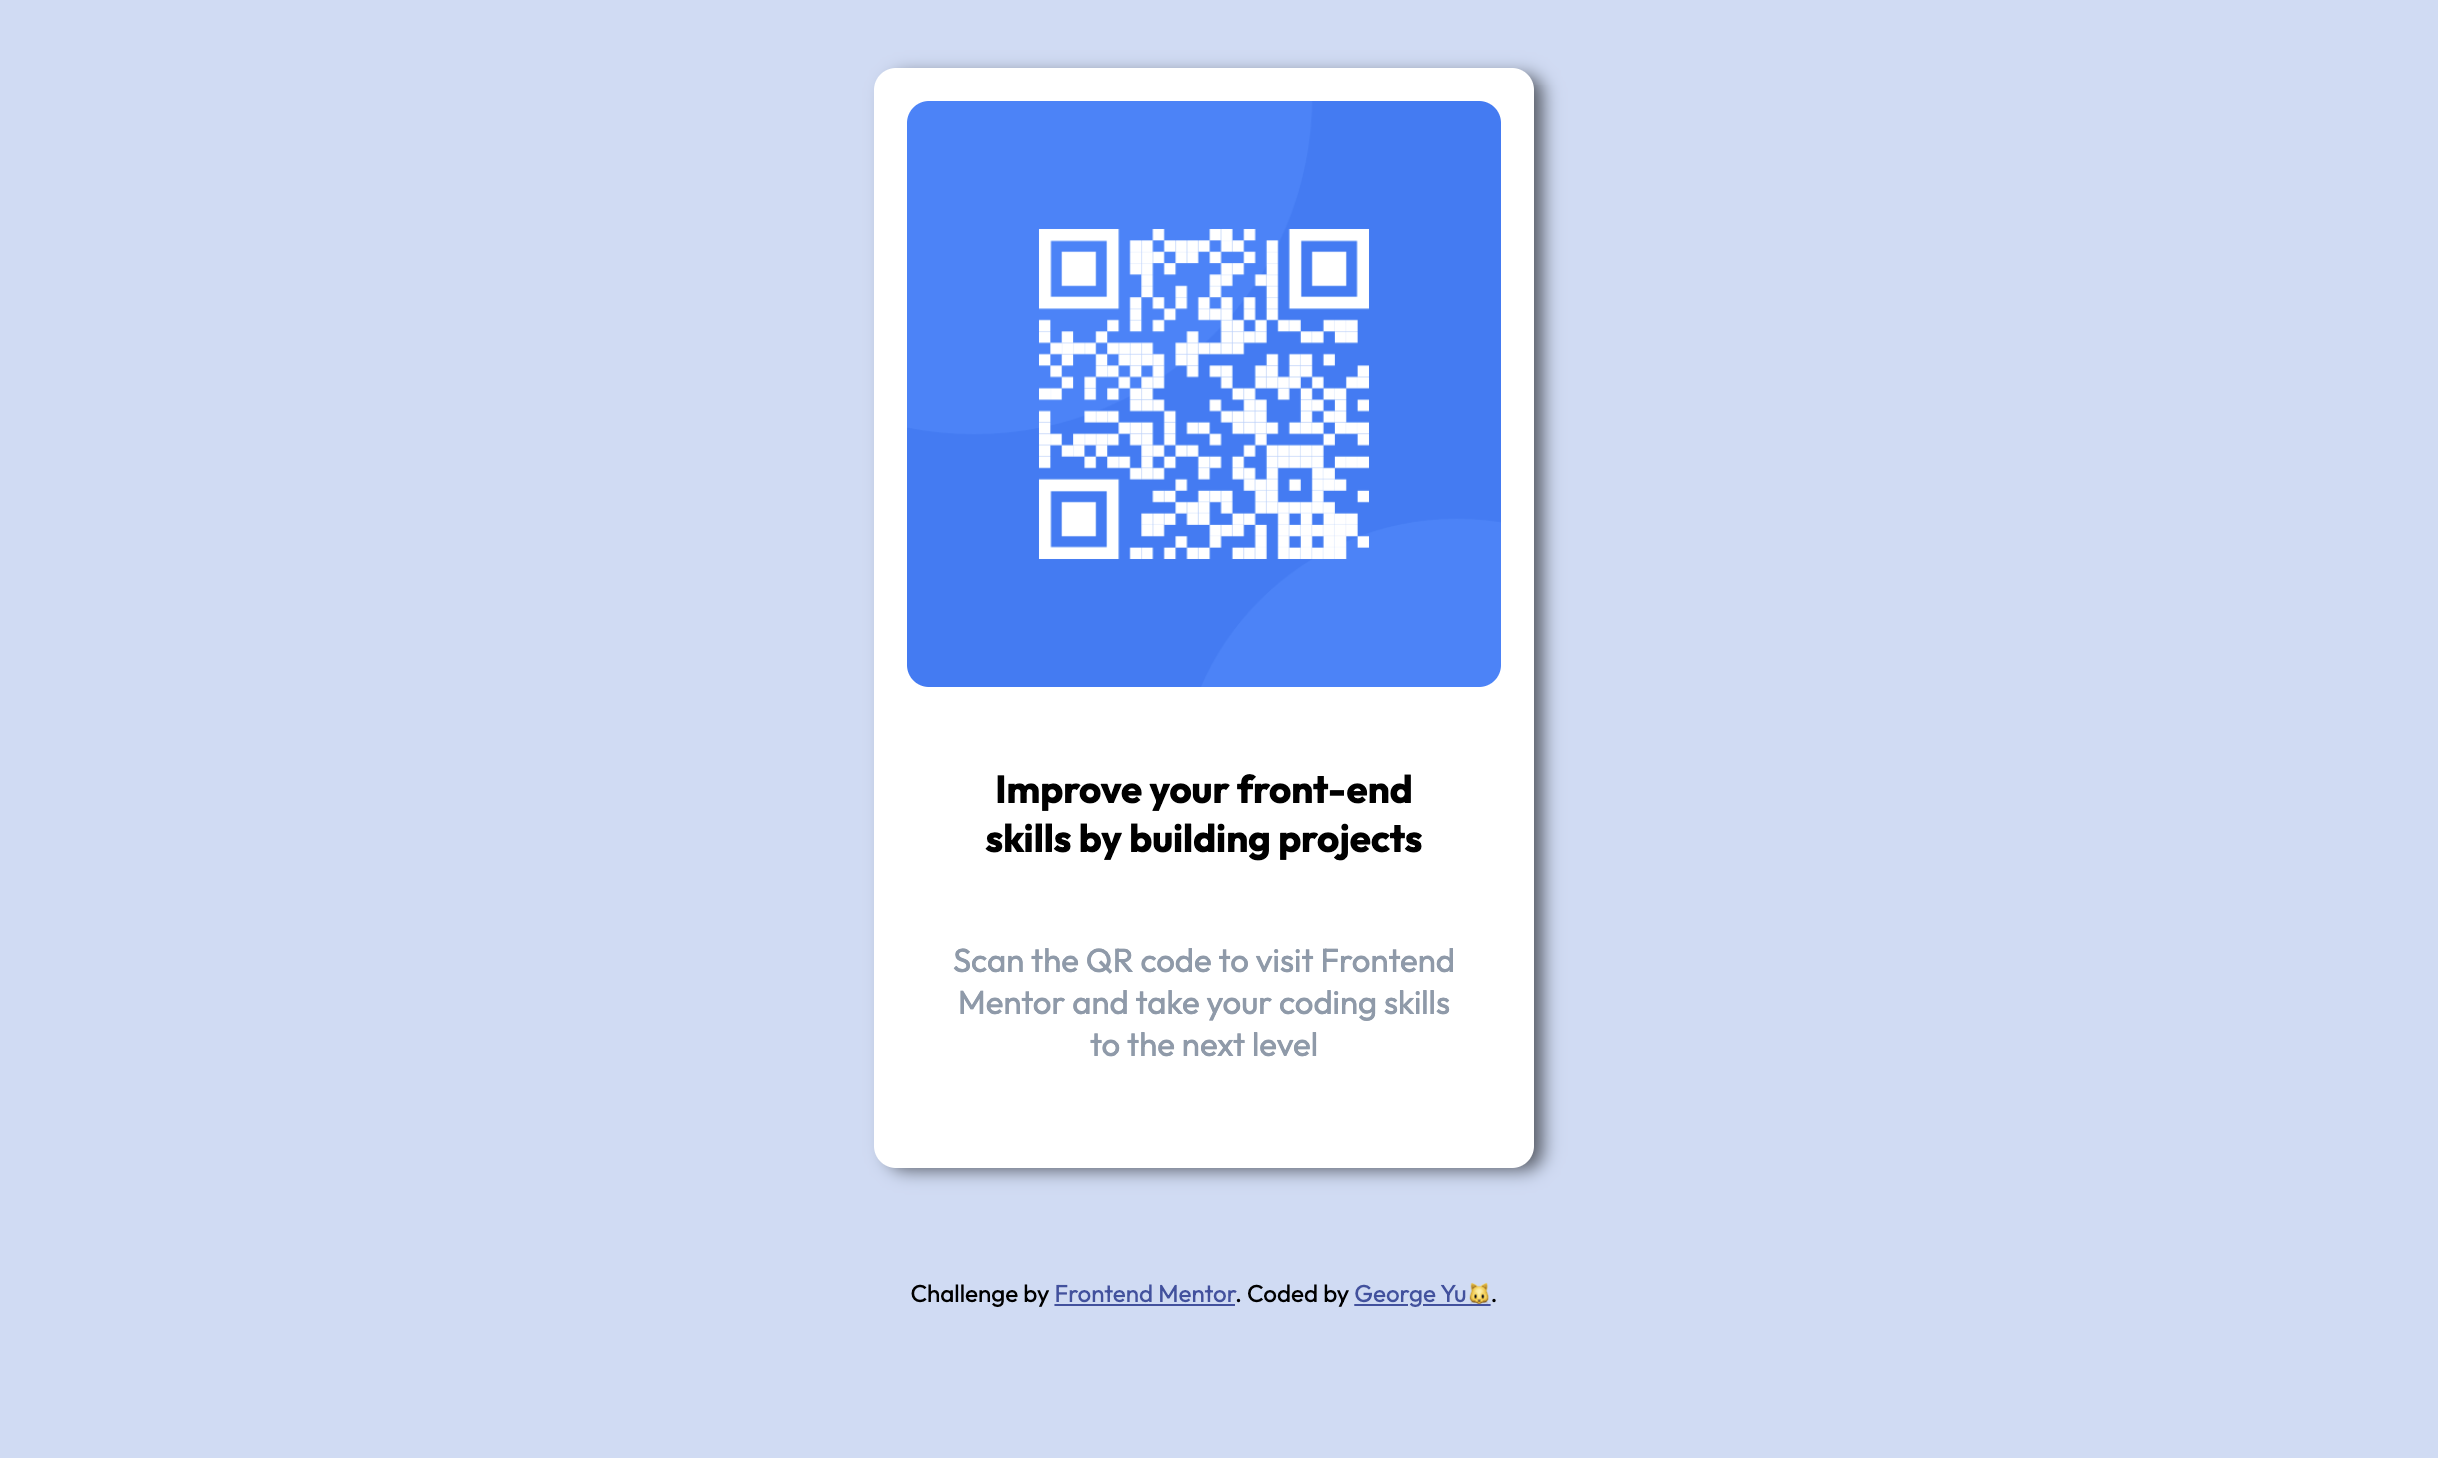 Improve your front-end
skills by building projects
Scan the QR code to visit Frontend
Mentor and take your coding skills
to the next level
Challenge by Frontend Mentor. Coded by George Yu🐱.